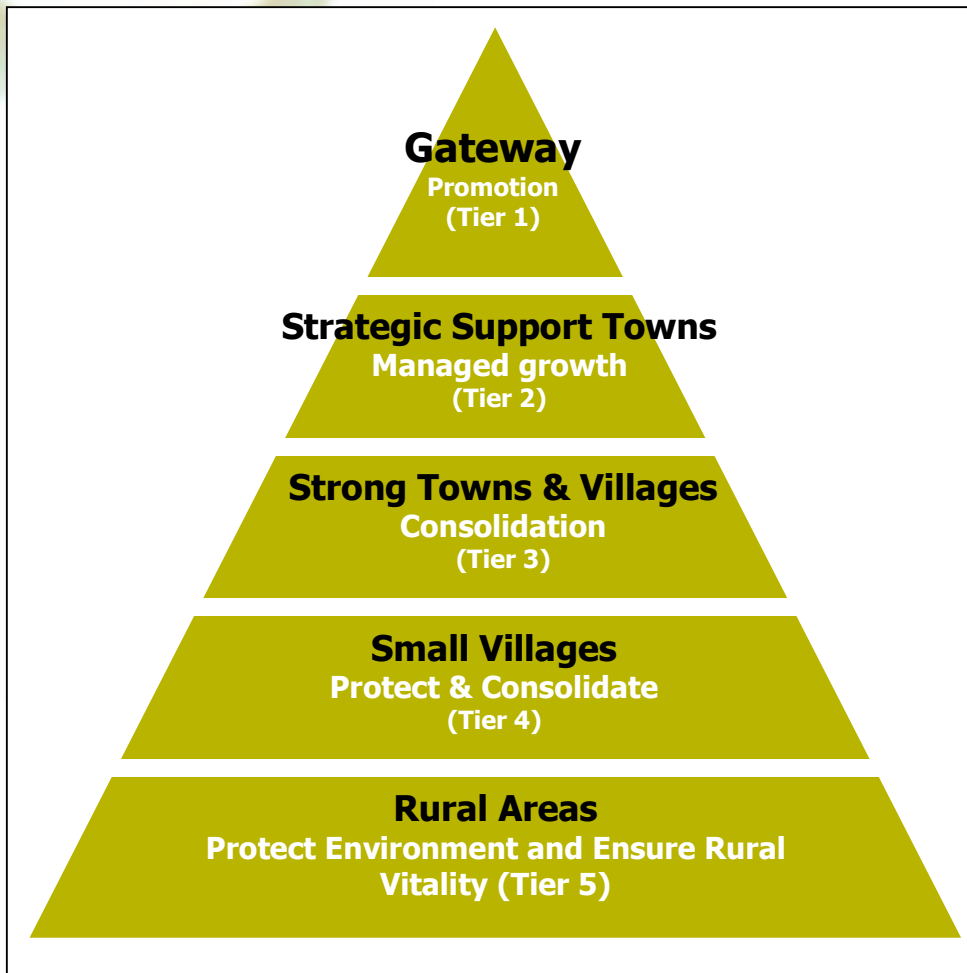 Gateway
Promotion
(Tier 1)
Strategic Support Towns
Managed growth
(Tier 2)
Strong Towns & Villages
Consolidation
(Tier 3)
Small Villages
Protect & Consolidate
(Tier 4)
Rural Areas
Protect Environment and Ensure Rural
Vitality (Tier 5)